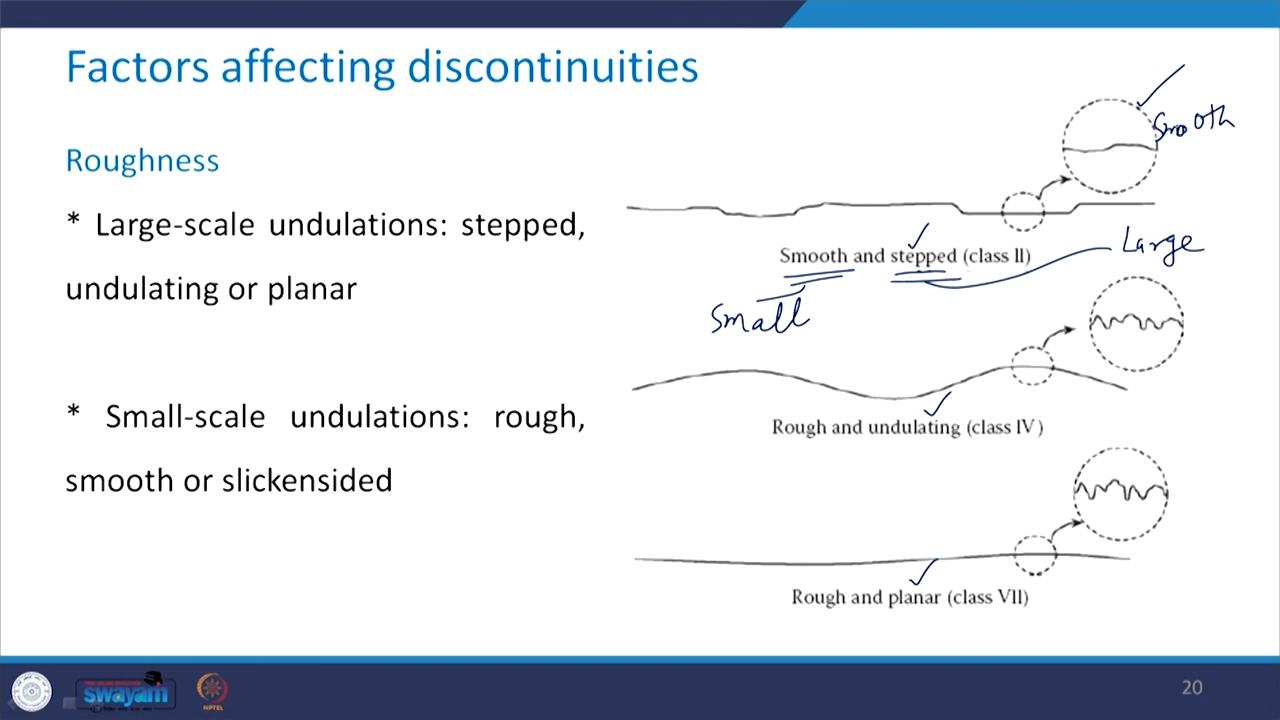 Factors affecting discontinuities
Roughness
* Large-scale undulations: stepped,
undulating or planar
* Small-scale undulations: rough,
smooth or slickensided
Smooth
Smooth and stepped (class II)
Large
Small
Rough and undulating (class IV)
Rough and planar (class VII)
swayam
NPTEL
20